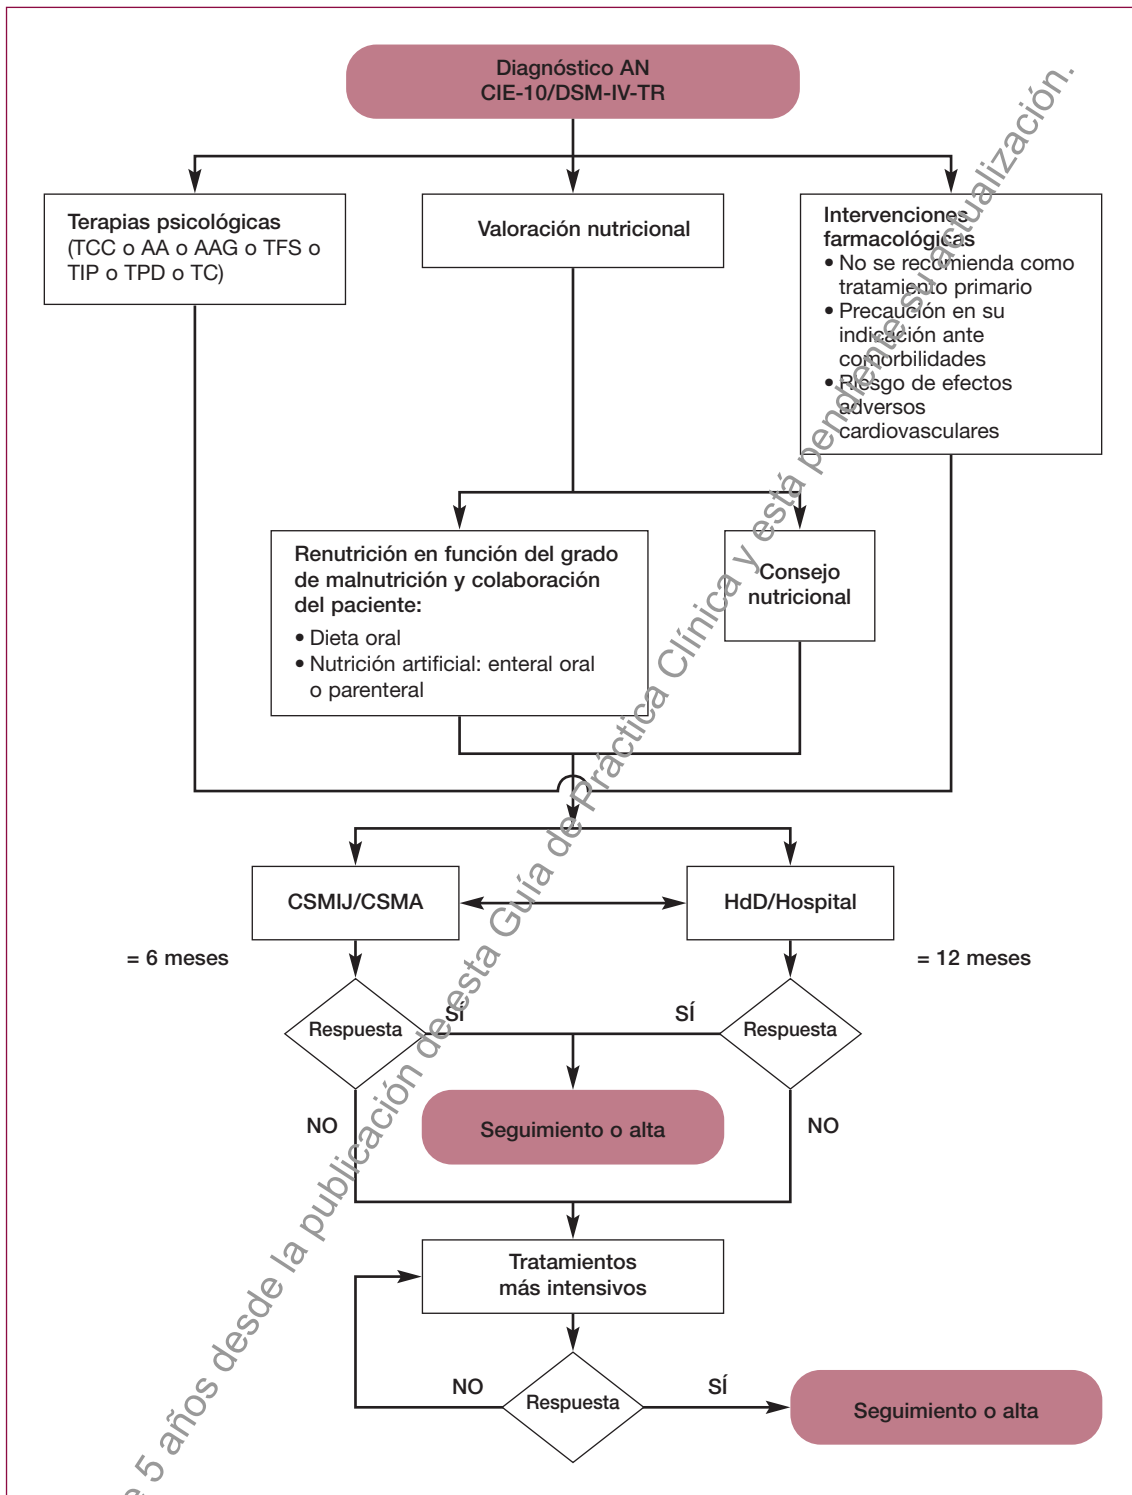 Diagnóstico AN
CIE-10/DSM-IV-TR
Terapias psicológicas
(TCC o AA o AAG o TFS o
TIP o TPD o TC)
Valoración nutricional
Intervenciones
farmacológicas
• No se recomienda como
tratamiento primario
• Precaución en su
indicación ante
comorbilidades
• Riesgo de efectos
adversos
cardiovasculares
Renutrición en función del grado
de malnutrición y colaboración
del paciente:
• Dieta oral
• Nutrición artificial: enteral oral
o parenteral
Consejo
nutricional
CSMIJ/CSMA
HdD/Hospital
= 6 meses
= 12 meses
Respuesta
SÍ
SÍ
Respuesta
NO
Seguimiento o alta
NO
Tratamientos
más intensivos
NO
Respuesta
SÍ
Seguimiento o alta
5 años desde la publicación de esta Guía de Práctica Clínica y está pendiente su actualización.